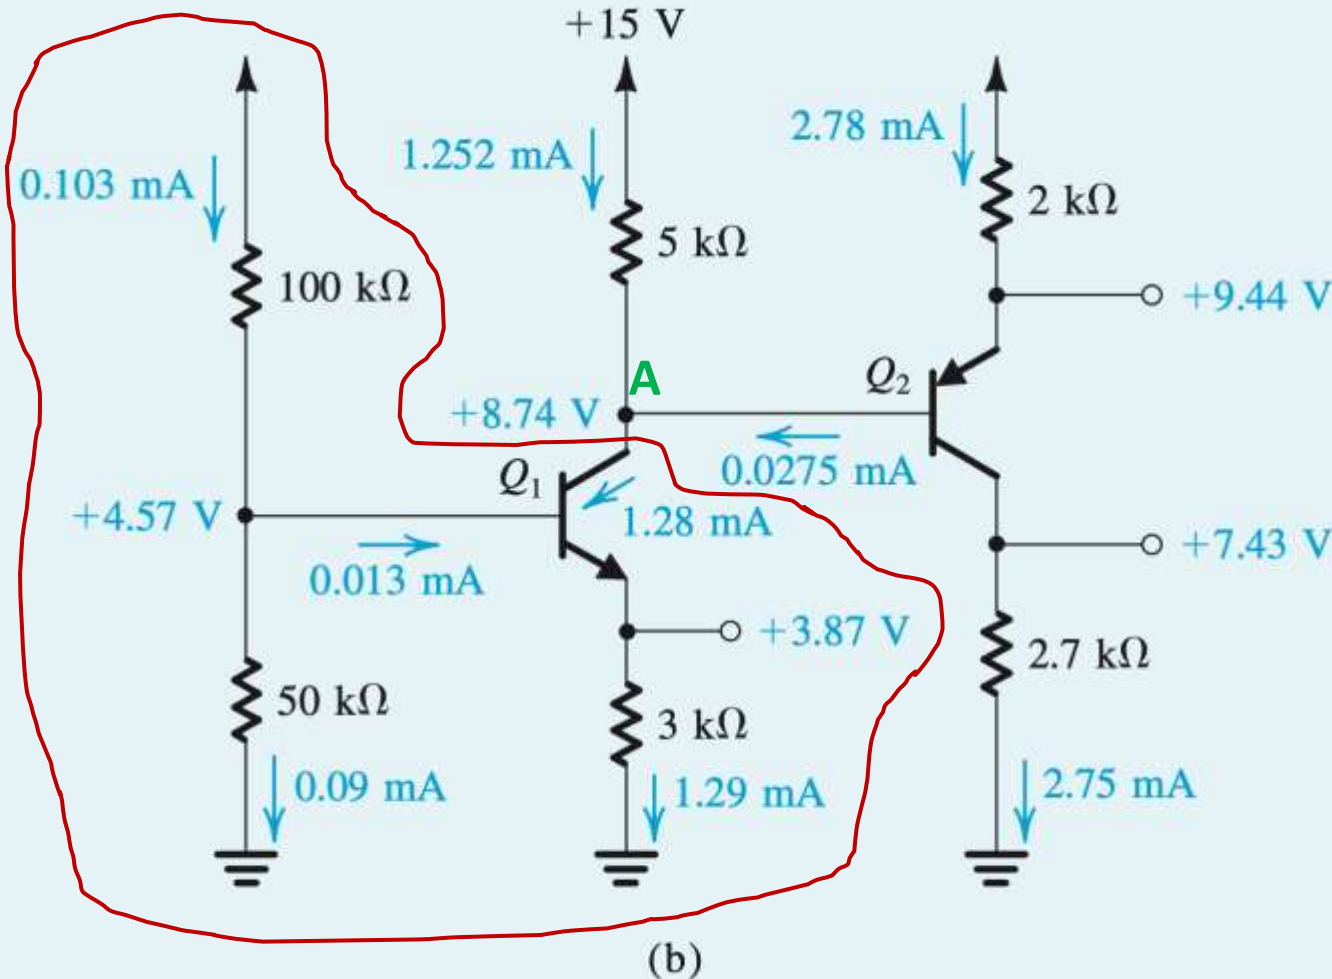 +15 V
2.78 mA
1.252 mA
0.103 mA
2 kΩ
5 kΩ
100 kΩ
+9.44 V
A
Q2
+8.74 V
0.0275 mA
Q1
+4.57 V
1.28 mA
+7.43 V
0.013 mA
+3.87 V
2.7 kΩ
50 kΩ
3 kΩ
0.09 mA
1.29 mA
2.75 mA
(b)